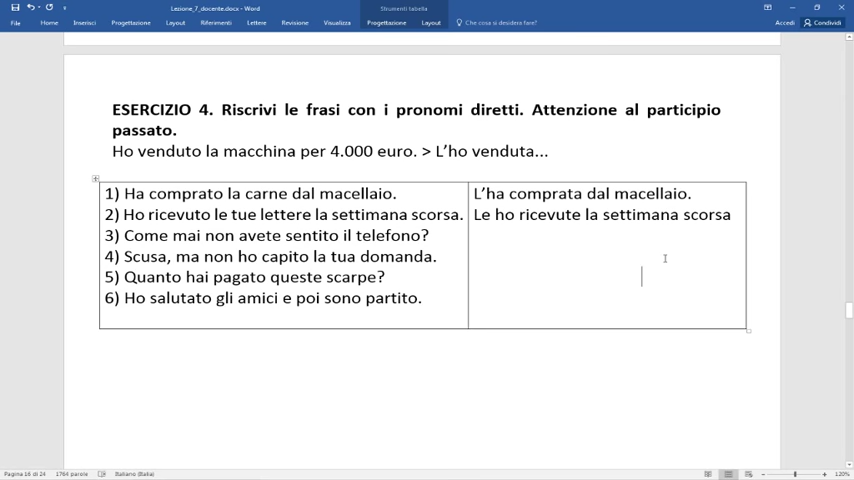 Lezione_7_docente.docx - Word
Strumenti tabella
File Home Inserisci Progettazione Layout Riferimenti Lettere Revisione Visualizza Progettazione Layout Che cosa si desidera fare? Accedi Condividi
ESERCIZIO 4. Riscrivi le frasi con i pronomi diretti. Attenzione al participio
passato.
Ho venduto la macchina per 4.000 euro. > L’ho venduta...
1) Ha comprato la carne dal macellaio. L’ha comprata dal macellaio.
2) Ho ricevuto le tue lettere la settimana scorsa. Le ho ricevute la settimana scorsa
3) Come mai non avete sentito il telefono?
4) Scusa, ma non ho capito la tua domanda.
5) Quanto hai pagato queste scarpe?
6) Ho salutato gli amici e poi sono partito.
Pagina 16 di 24 1764 parole Italiano (Italia) 120%